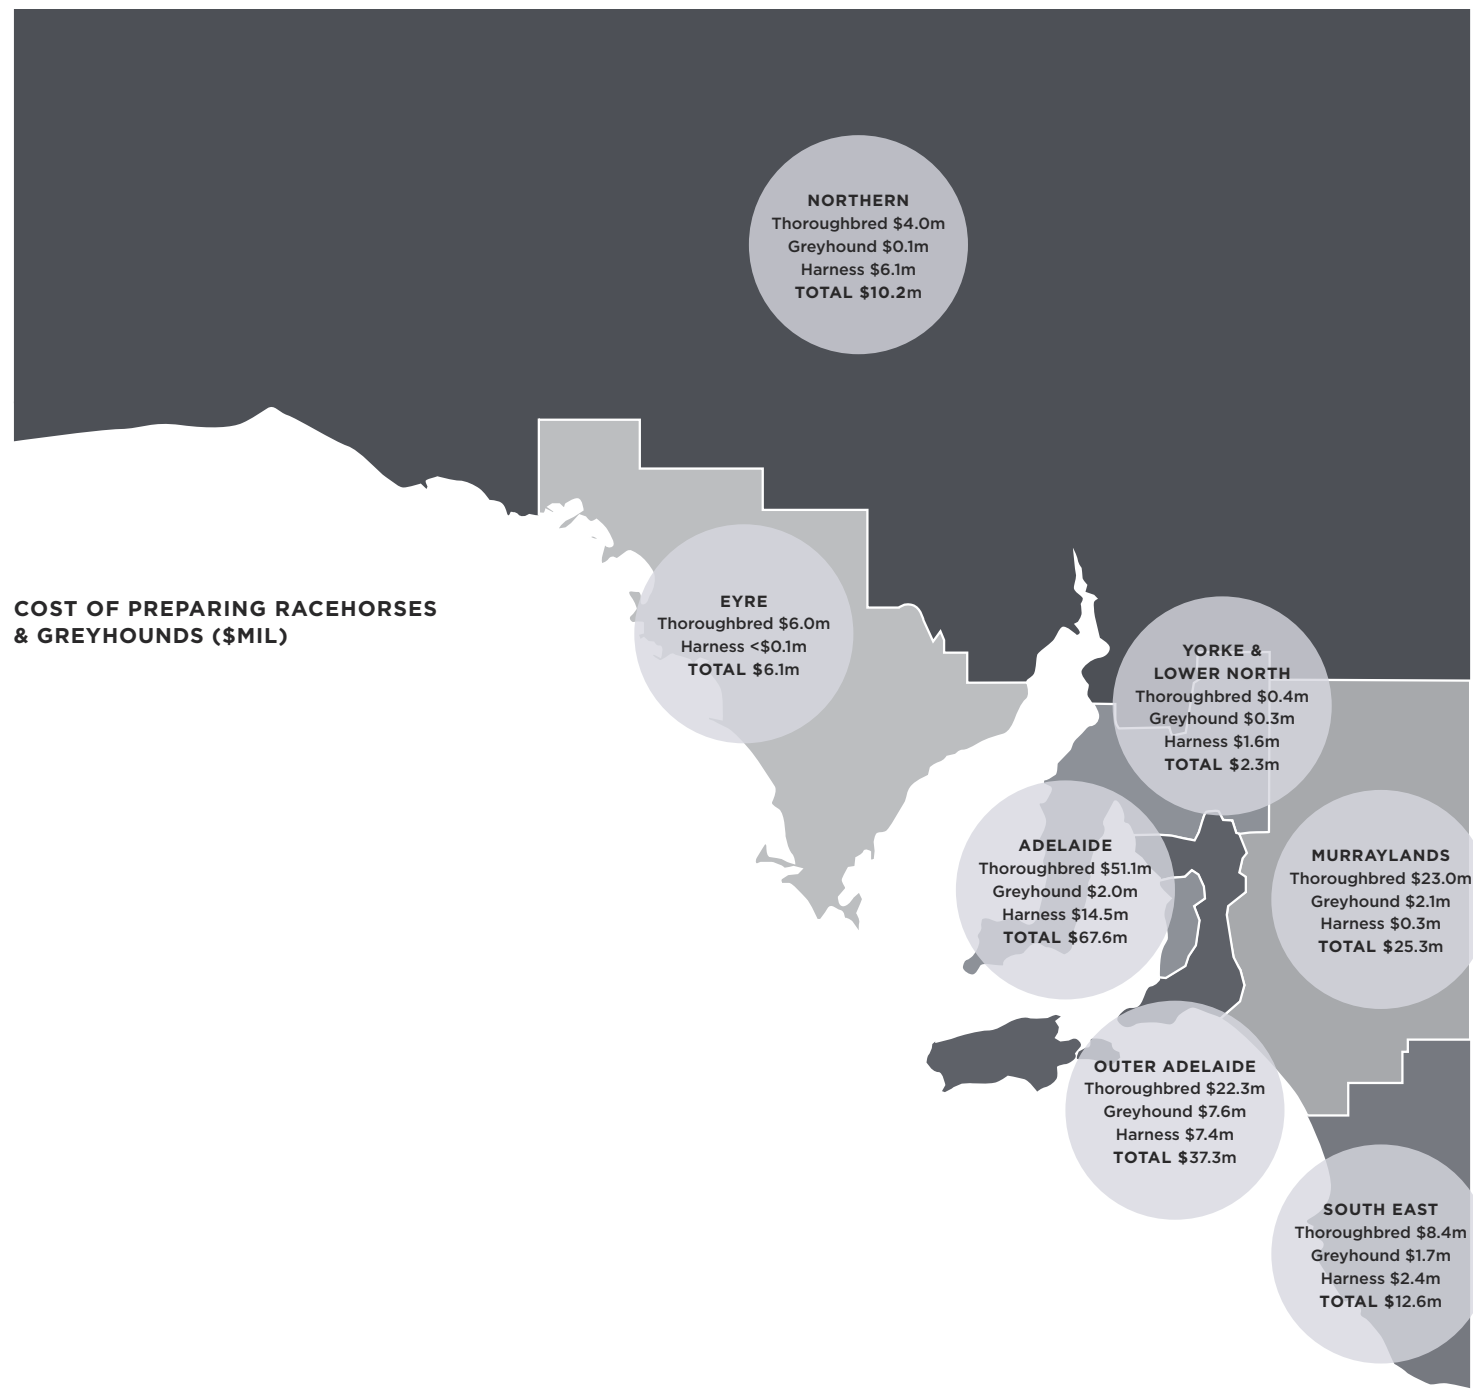 NORTHERN
Thoroughbred $4.0m
Greyhound $0.1m
Harness $6.1m
TOTAL $10.2m
COST OF PREPARING RACEHORSES
& GREYHOUNDS ($MIL)
EYRE
Thoroughbred $6.0m
Harness <$0.1m
TOTAL $6.1m
YORKE &
LOWER NORTH
Thoroughbred $0.4m
Greyhound $0.3m
Harness $1.6m
TOTAL $2.3m
ADELAIDE
Thoroughbred $51.1m
Greyhound $2.0m
Harness $14.5m
TOTAL $67.6m
MURRAYLANDS
Thoroughbred $23.0m
Greyhound $2.1m
Harness $0.3m
TOTAL $25.3m
OUTER ADELAIDE
Thoroughbred $22.3m
Greyhound $7.6m
Harness $7.4m
TOTAL $37.3m
SOUTH EAST
Thoroughbred $8.4m
Greyhound $1.7m
Harness $2.4m
TOTAL $12.6m